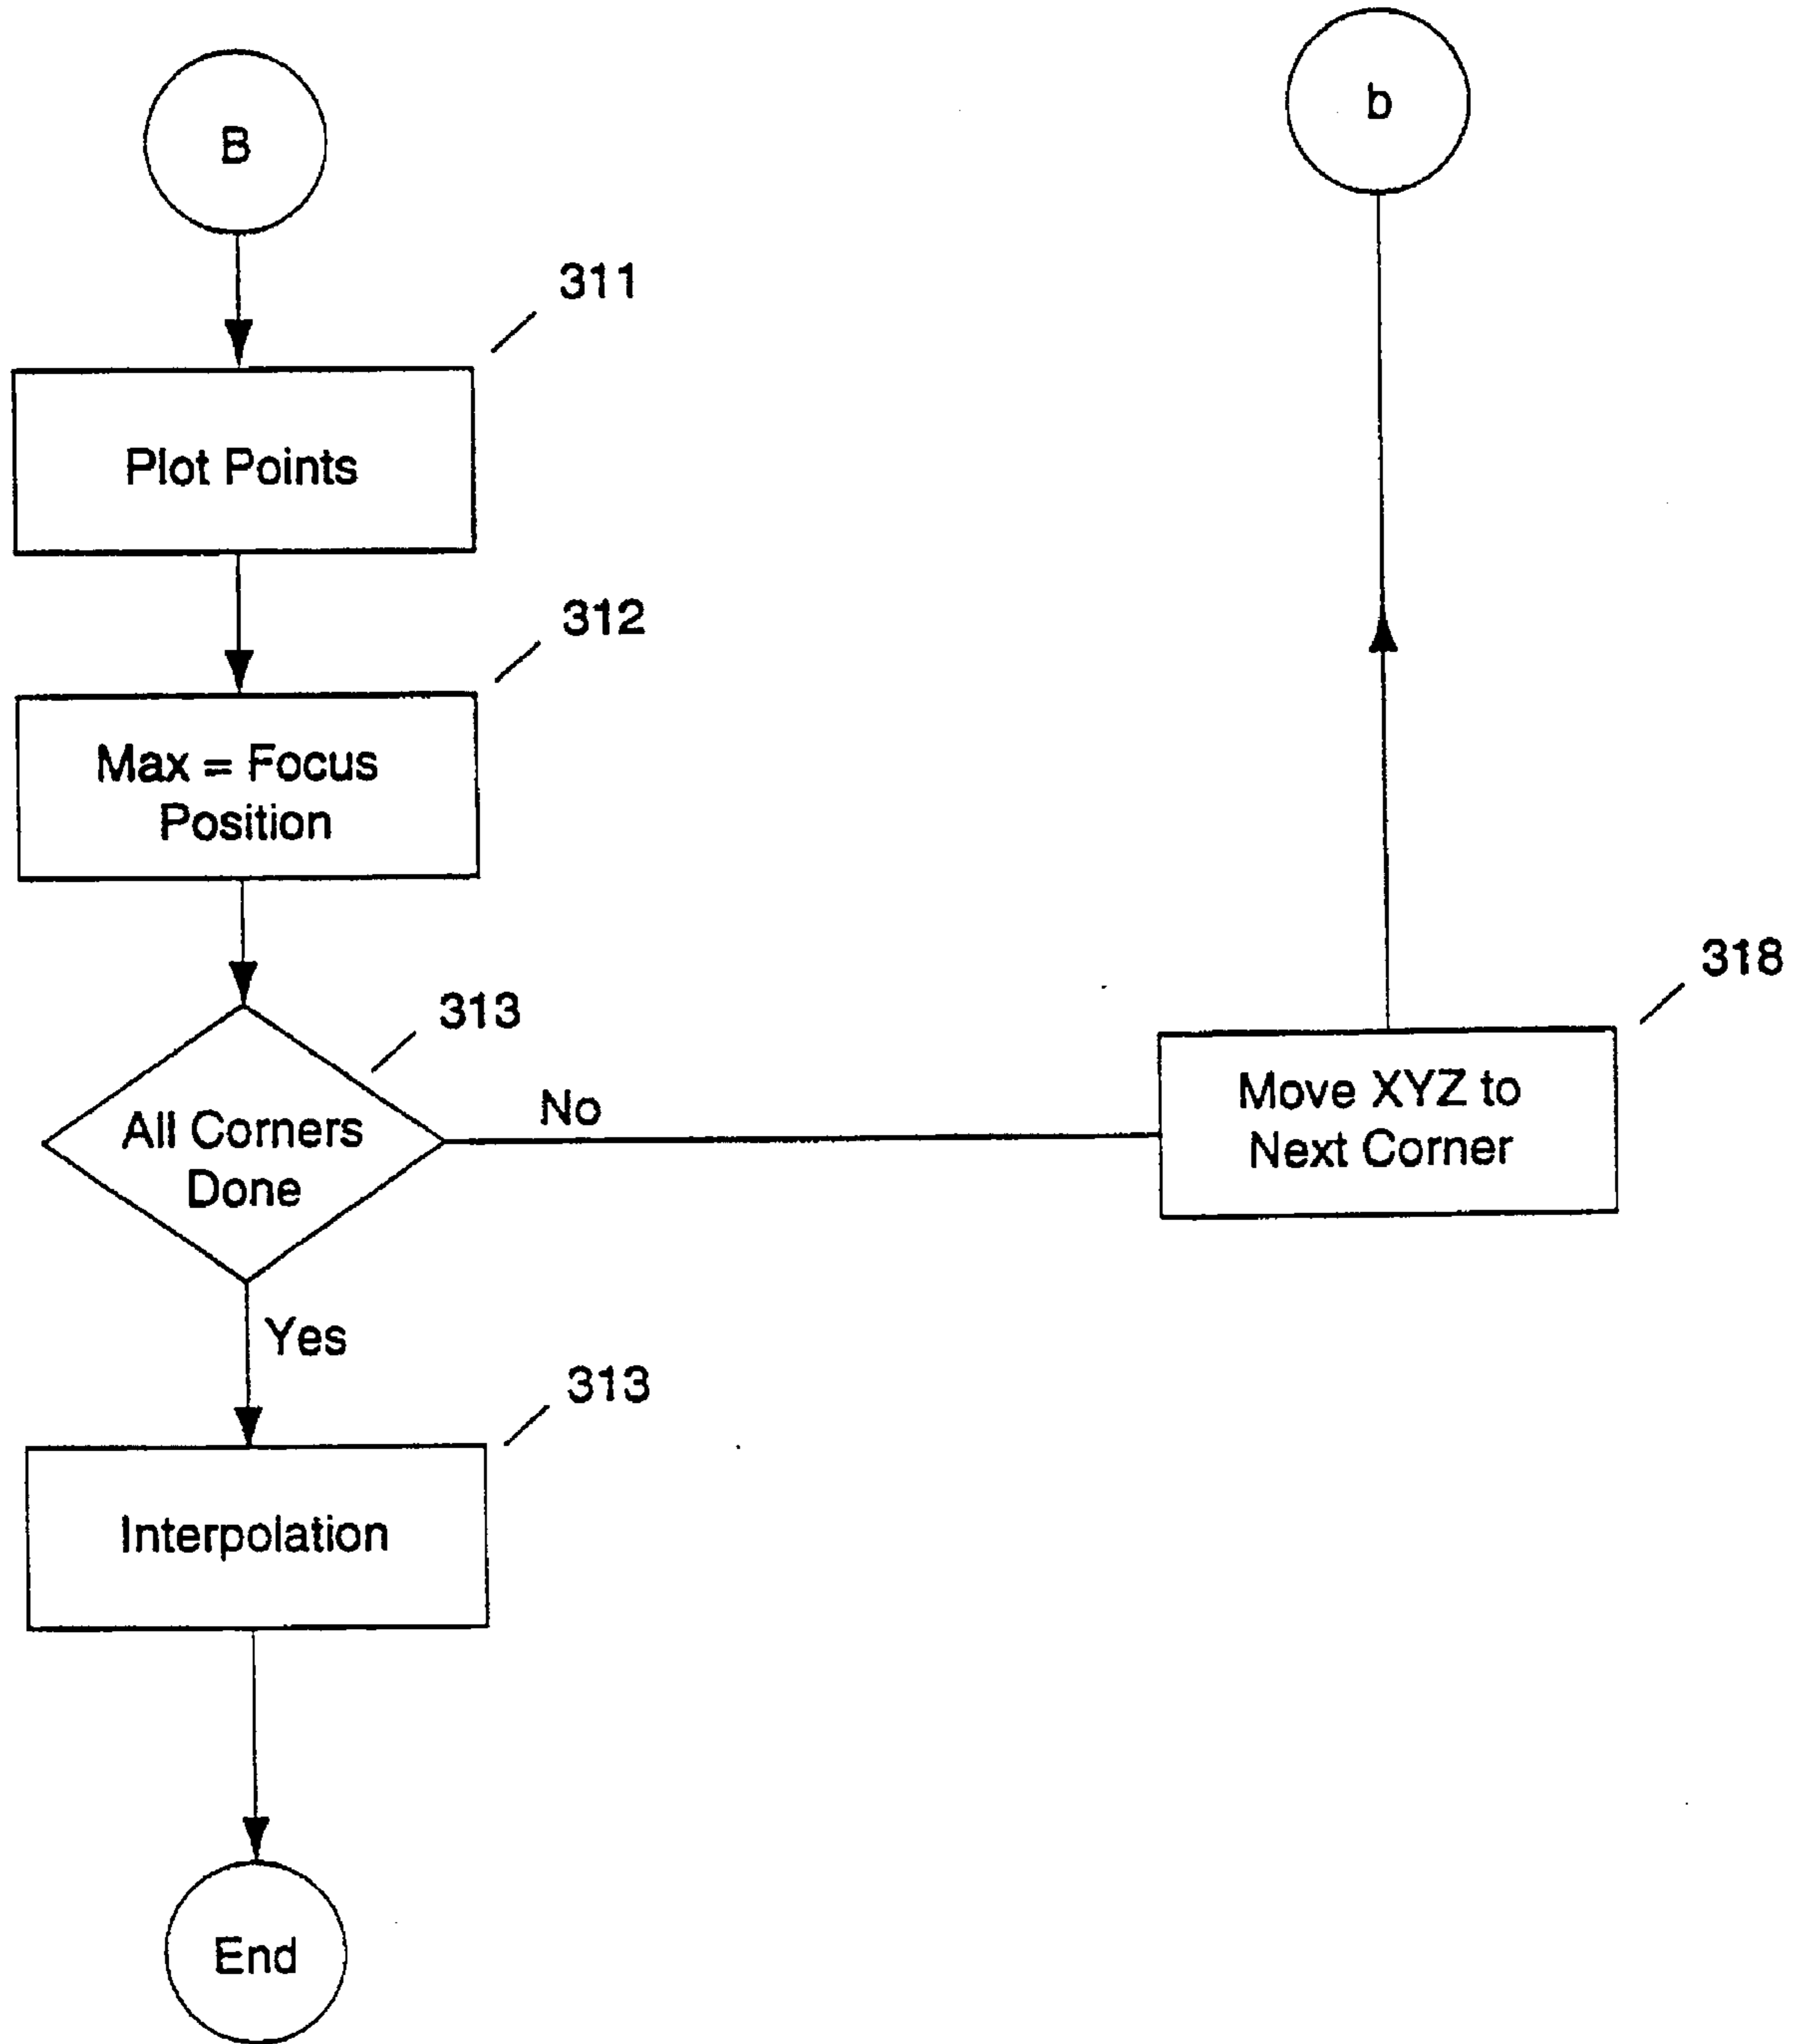 B
b
311
Plot Points
312
Max = Focus
Position
313
All Corners
Done
No
318
Move XYZ to
Next Corner
Yes
313
Interpolation
End